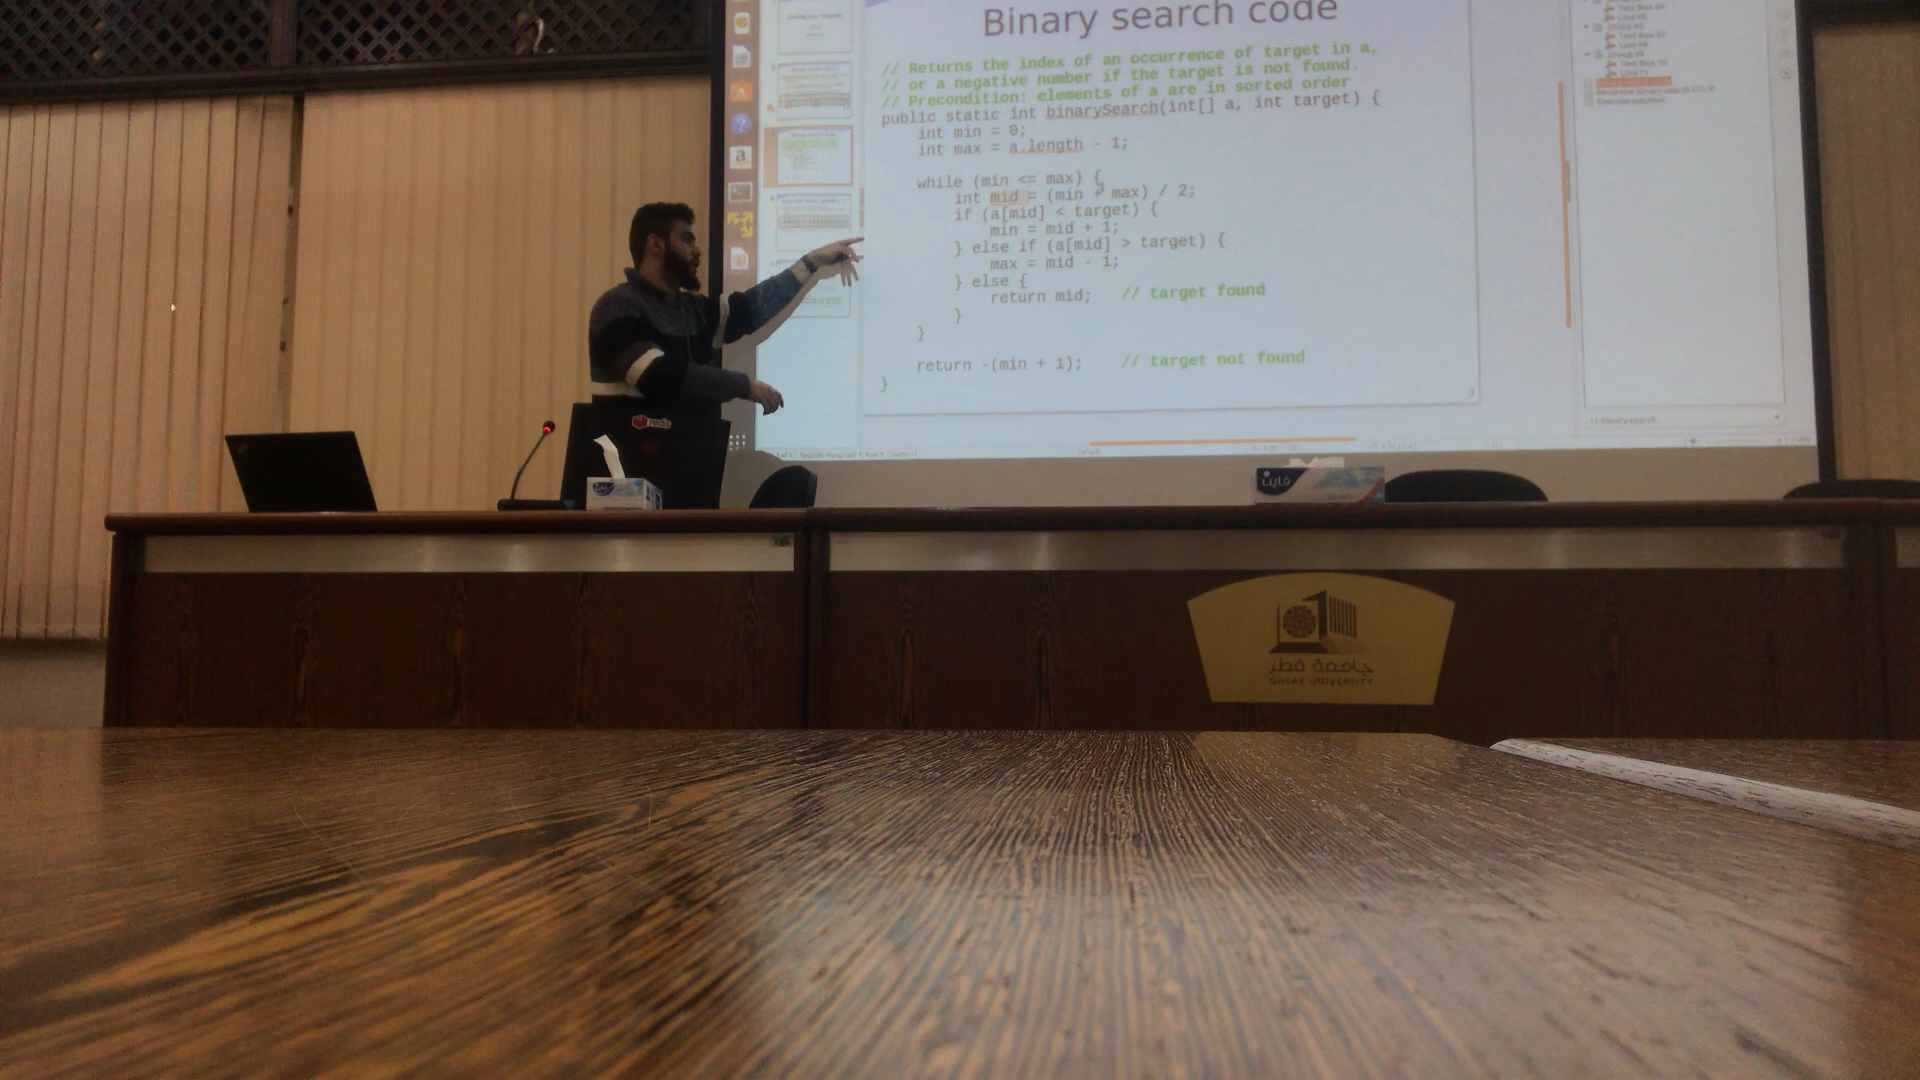 Binary search code
// Returns the index of an occurrence of target in a,
// or a negative number if the target is not found.
// Precondition: elements of a are in sorted order
public static int binarySearch(int[] a, int target) {
int min = 0;
int max = a.length - 1;
while (min <= max) {
int mid = (min + max) / 2;
if (a[mid] < target) {
min = mid + 1;
} else if (a[mid] > target) {
max = mid - 1;
} else {
return mid; // target found
}
}
return -(min + 1); // target not found
}
3
redis
فاين
فاين
جامعة قطر
QATAR UNIVERSITY